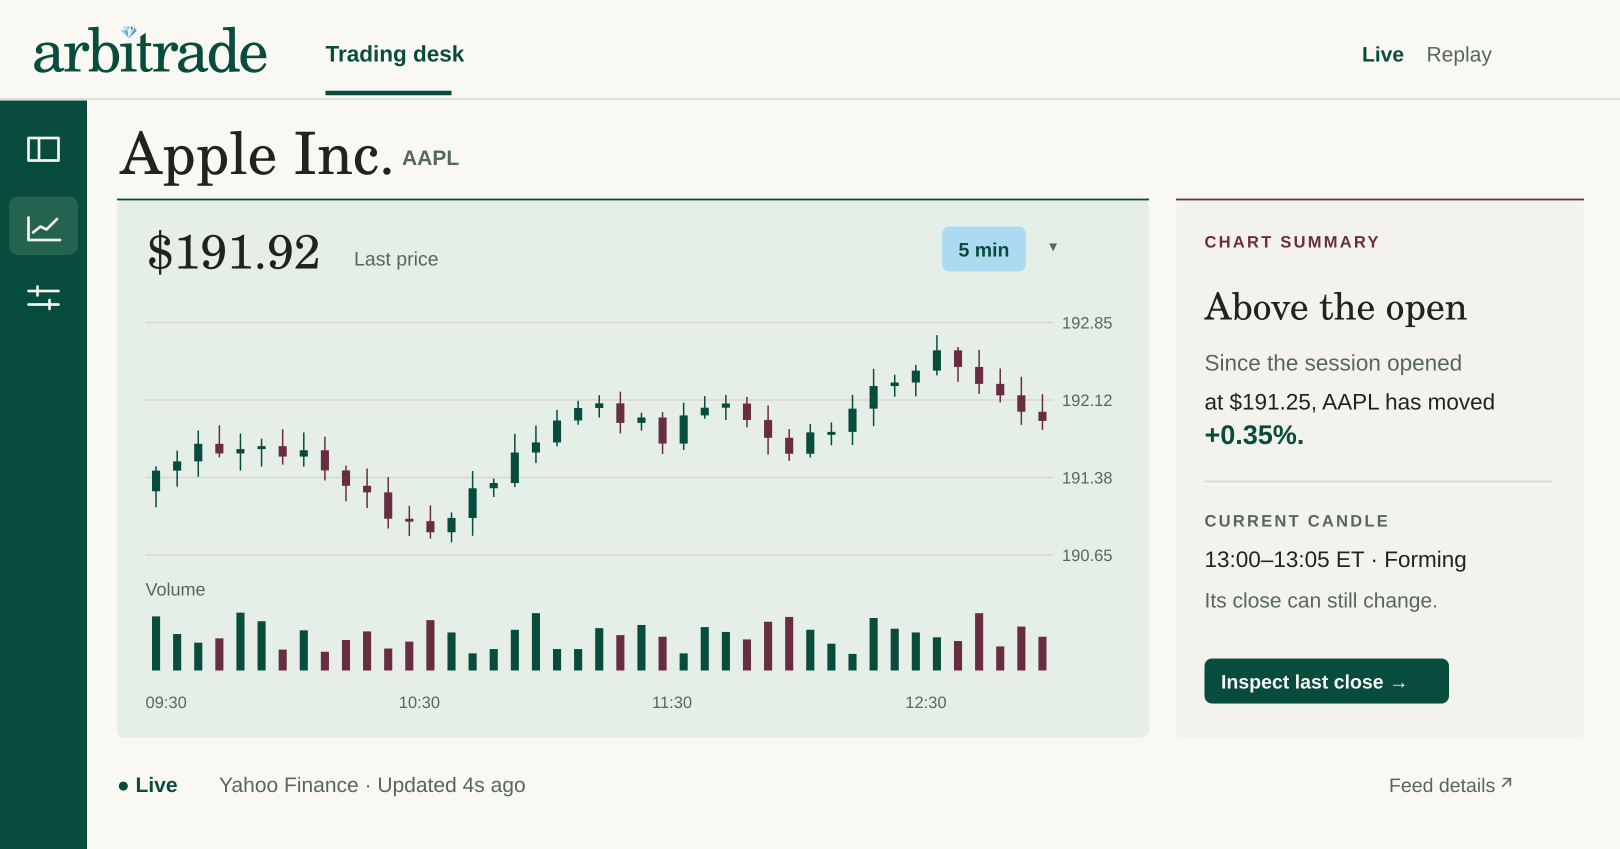 arbitrade
Trading desk
Live
Replay
Apple Inc. AAPL
$191.92
Last price
5 min
▼
192.85
192.12
191.38
190.65
Volume
09:30
10:30
11:30
12:30
CHART SUMMARY
Above the open
Since the session opened
at $191.25, AAPL has moved
+0.35%.
CURRENT CANDLE
13:00–13:05 ET · Forming
Its close can still change.
Inspect last close →
● Live
Yahoo Finance · Updated 4s ago
Feed details ↗